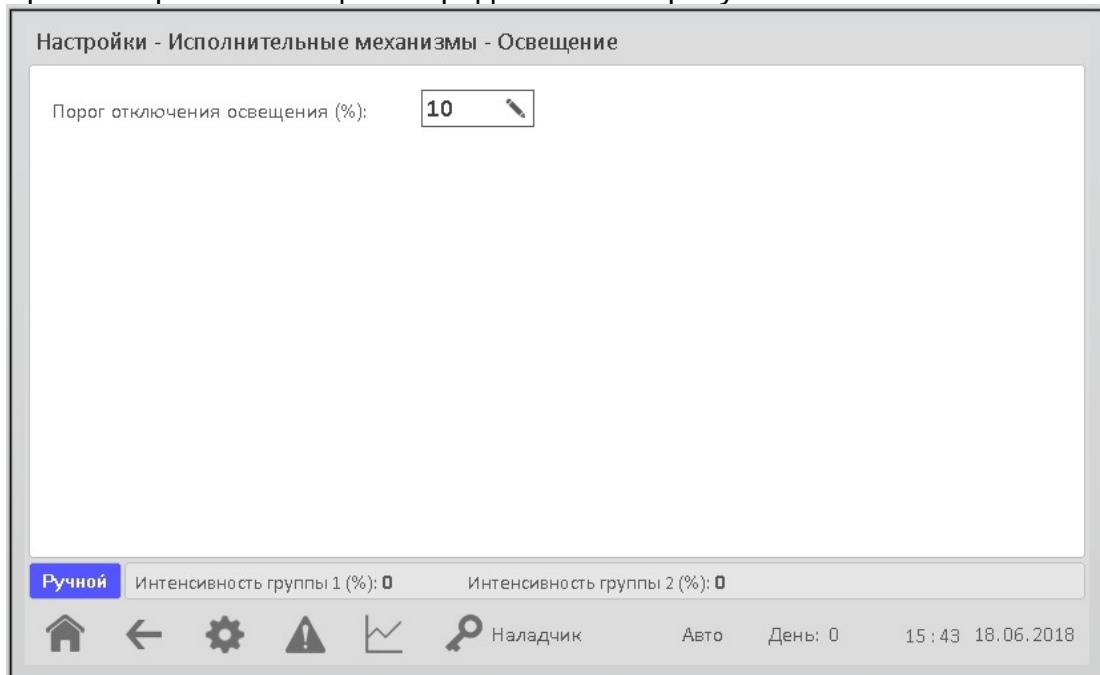 Настройки - Исполнительные механизмы - Освещение
Порог отключения освещения (%): 10
Ручной Интенсивность группы 1 (%): 0 Интенсивность группы 2 (%): 0
Наладчик Авто День: 0 15:43 18.06.2018